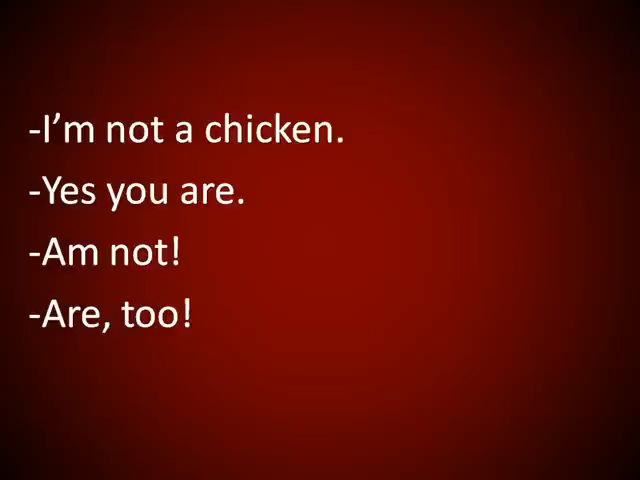 -I’m not a chicken.
-Yes you are.
-Am not!
-Are, too!